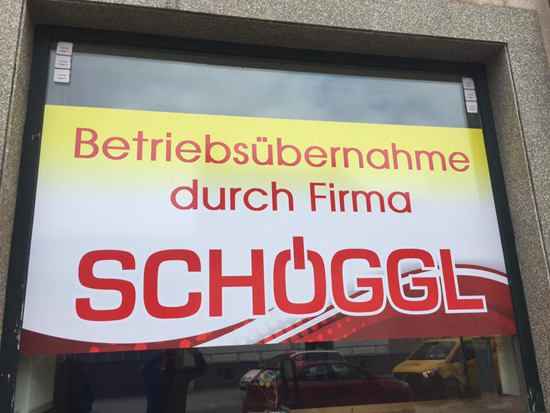 Betriebsübernahme
durch Firma
SCHÖGGL